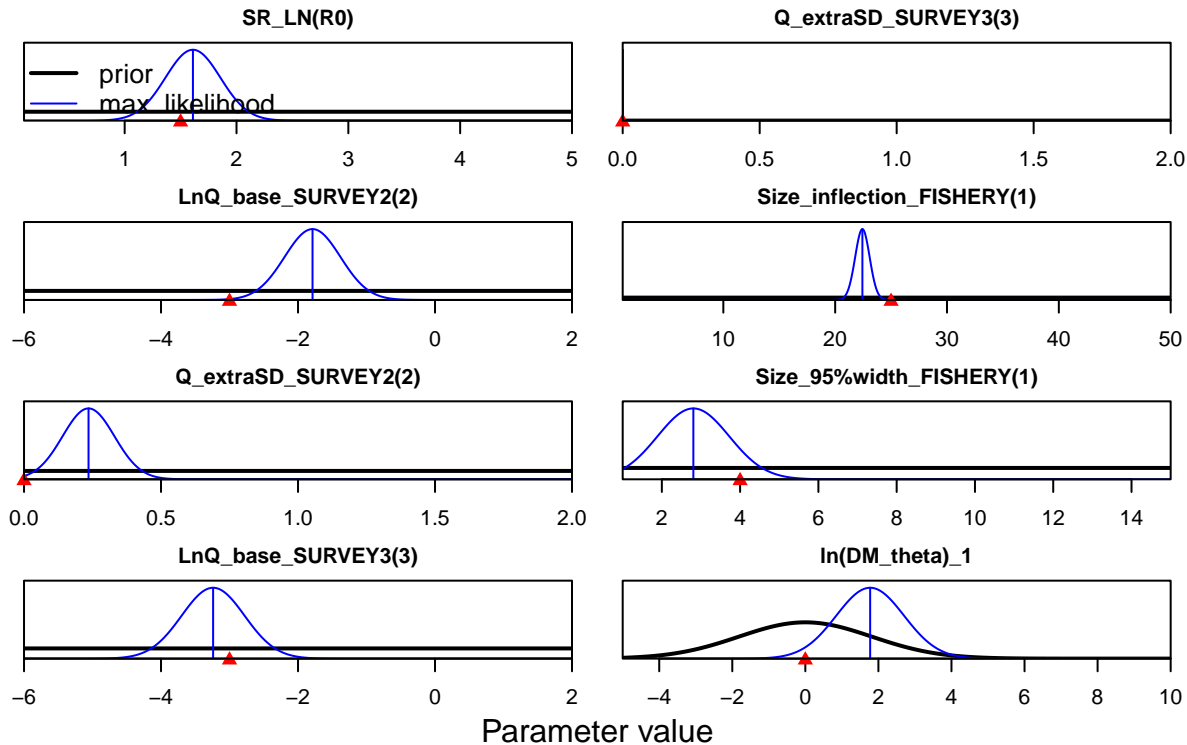 SR_LN(R0)
prior
max_likelihood
1 2 3 4 5
LnQ_base_SURVEY2(2)
−6 −4 −2 0 2
Q_extraSD_SURVEY2(2)
0.0 0.5 1.0 1.5 2.0
LnQ_base_SURVEY3(3)
−6 −4 −2 0 2
Q_extraSD_SURVEY3(3)
0.0 0.5 1.0 1.5 2.0
Size_inflection_FISHERY(1)
10 20 30 40 50
Size_95%width_FISHERY(1)
2 4 6 8 10 12 14
ln(DM_theta)_1
−4 −2 0 2 4 6 8 10
Parameter value